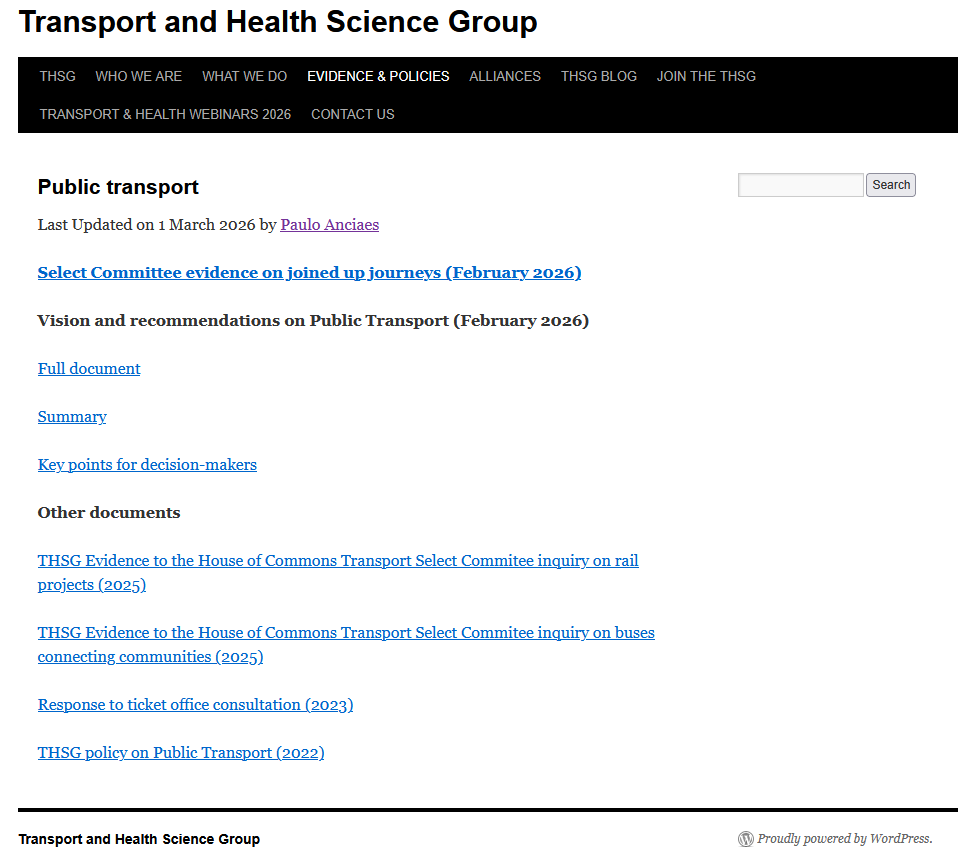 Transport and Health Science Group
THSG WHO WE ARE WHAT WE DO EVIDENCE & POLICIES ALLIANCES THSG BLOG JOIN THE THSG
TRANSPORT & HEALTH WEBINARS 2026 CONTACT US
Public transport
Search
Last Updated on 1 March 2026 by Paulo Anciaes
Select Committee evidence on joined up journeys (February 2026)
Vision and recommendations on Public Transport (February 2026)
Full document
Summary
Key points for decision-makers
Other documents
THSG Evidence to the House of Commons Transport Select Commitee inquiry on rail
projects (2025)
THSG Evidence to the House of Commons Transport Select Commitee inquiry on buses
connecting communities (2025)
Response to ticket office consultation (2023)
THSG policy on Public Transport (2022)
Transport and Health Science Group
Proudly powered by WordPress.